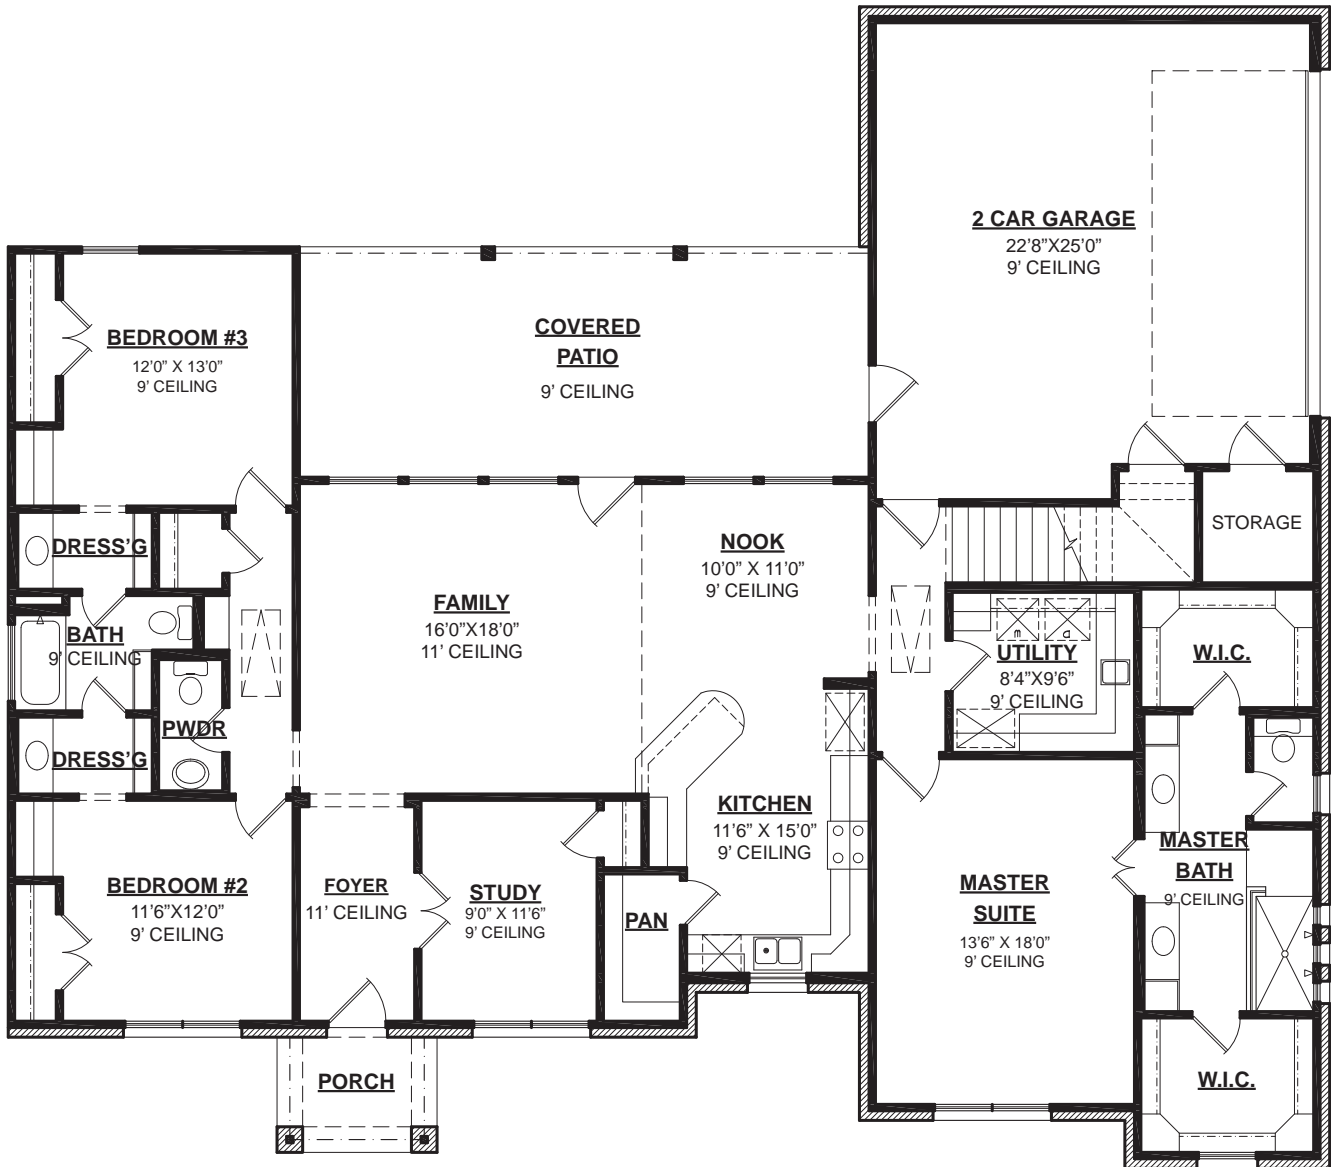 2 CAR GARAGE
22'8"X25'0"
9' CEILING
BEDROOM #3
12'0" X 13'0"
9' CEILING
COVERED
PATIO
9' CEILING
STORAGE
DRESS'G
NOOK
10'0" X 11'0"
9' CEILING
FAMILY
16'0"X18'0"
11' CEILING
BATH
9' CEILING
m
d
UTILITY
8'4"X9'6"
9' CEILING
W.I.C.
PWDR
DRESS'G
KITCHEN
11'6" X 15'0"
9' CEILING
MASTER
BATH
9' CEILING
BEDROOM #2
11'6"X12'0"
9' CEILING
FOYER
11' CEILING
STUDY
9'0" X 11'6"
9' CEILING
PAN
MASTER
SUITE
13'6" X 18'0"
9' CEILING
PORCH
W.I.C.